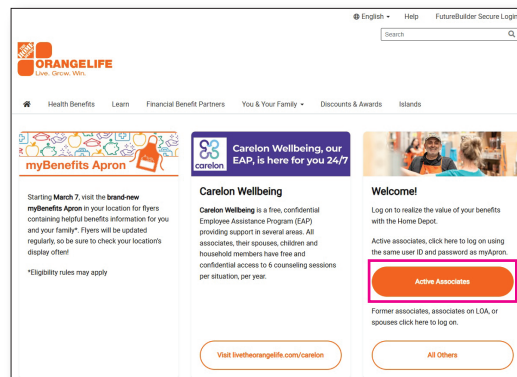 English Help FutureBuilder Secure Login
Search
ORANGELIFE
Live. Grow. Win.
Health Benefits Learn Financial Benefit Partners You & Your Family Discounts & Awards Islands
myBenefits Apron
Starting March 7, visit the brand-new
myBenefits Apron in your location for flyers
containing helpful benefits information for you
and your family*. Flyers will be updated
regularly, so be sure to check your location's
display often!
*Eligibility rules may apply
carelon
Carelon Wellbeing, our
EAP, is here for you 24/7
Carelon Wellbeing
Carelon Wellbeing is a free, confidential
Employee Assistance Program (EAP)
providing support in several areas. All
associates, their spouses, children and
household members have free and
confidential access to 6 counseling sessions
per situation, per year.
Visit livetheorangelife.com/carelon
Welcome!
Log on to realize the value of your benefits
with the Home Depot.
Active associates, click here to log on using
the same user ID and password as myApron.
Active Associates
Former associates, associates on LOA, or
spouses click here to log on.
All Others